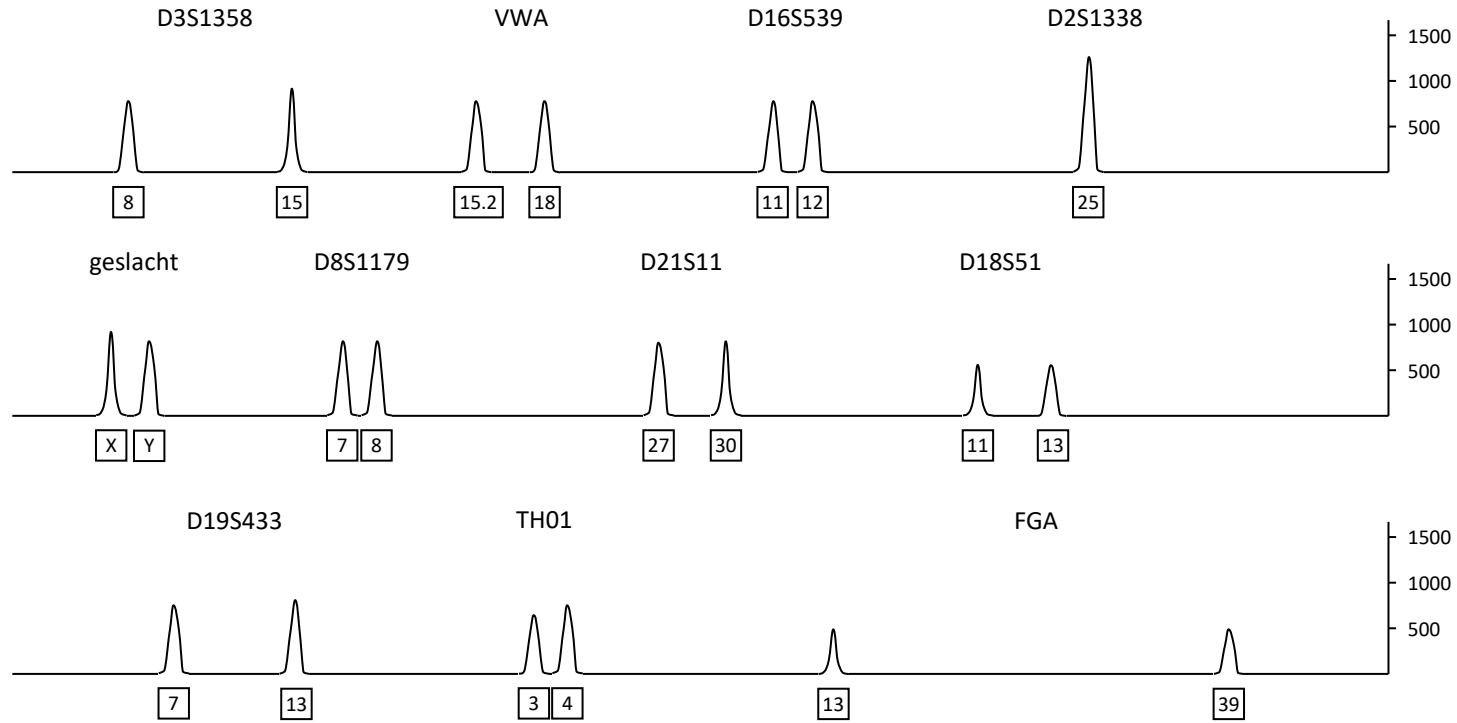 D3S1358 VWA D16S539 D2S1338
1500
1000
500
8 15 15.2 18 11 12 25
geslacht D8S1179 D21S11 D18S51
1500
1000
500
X Y 7 8 27 30 11 13
D19S433 TH01 FGA
1500
1000
500
7 13 3 4 13 39